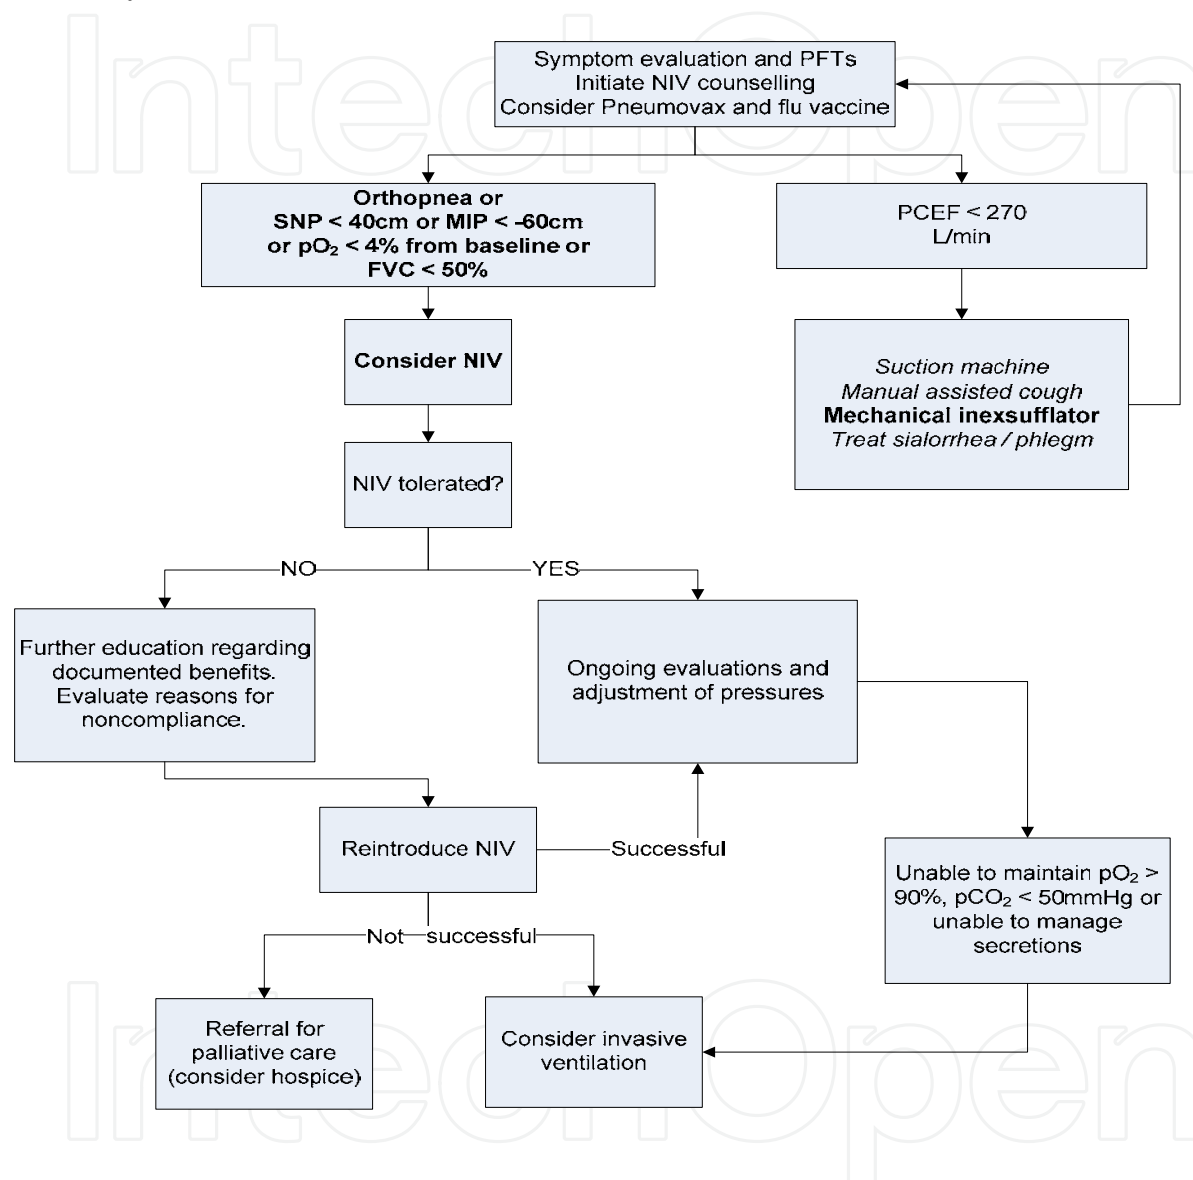 IntechOpen
Symptom evaluation and PFTs
Initiate NIV counselling
Consider Pneumovax and flu vaccine
Orthopnea or
SNP < 40cm or MIP < -60cm
or pO₂ < 4% from baseline or
FVC < 50%
PCEF < 270
L/min
Consider NIV
Suction machine
Manual assisted cough
Mechanical inexsufflator
Treat sialorrhea / phlegm
NIV tolerated?
NO
YES
Further education regarding
documented benefits.
Evaluate reasons for
noncompliance.
Ongoing evaluations and
adjustment of pressures
Reintroduce NIV
Successful
Unable to maintain pO₂ >
90%, pCO₂ < 50mmHg or
unable to manage
secretions
Not successful
Referral for
palliative care
(consider hospice)
Consider invasive
ventilation
IntechOpen